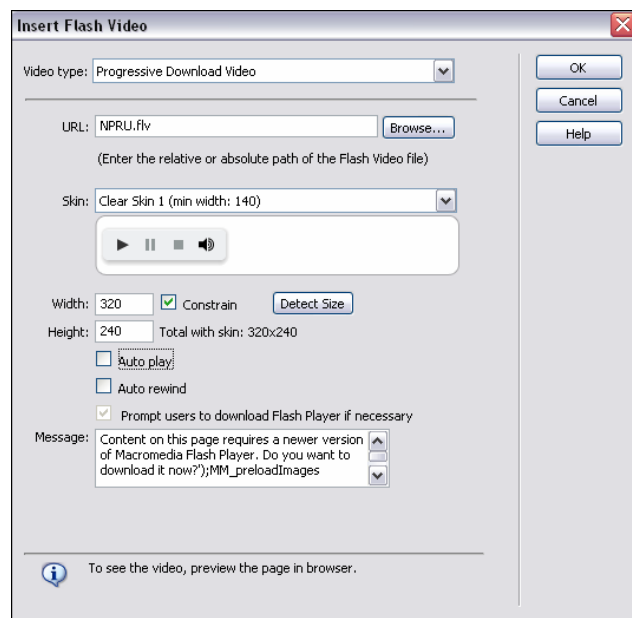 Insert Flash Video
Video type: Progressive Download Video
OK
Cancel
Help
URL: NPRU.flv Browse...
(Enter the relative or absolute path of the Flash Video file)
Skin: Clear Skin 1 (min width: 140)
Width: 320 Constrain Detect Size
Height: 240 Total with skin: 320x240
Auto play
Auto rewind
Prompt users to download Flash Player if necessary
Message: Content on this page requires a newer version
of Macromedia Flash Player. Do you want to
download it now?');MM_preloadImages
To see the video, preview the page in browser.